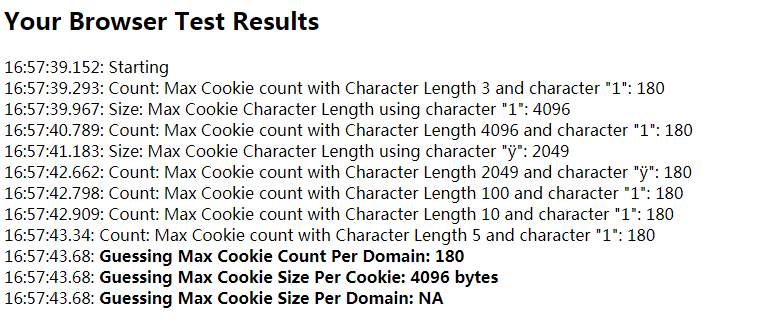 Your Browser Test Results
16:57:39.152: Starting
16:57:39.293: Count: Max Cookie count with Character Length 3 and character "1": 180
16:57:39.967: Size: Max Cookie Character Length using character "1": 4096
16:57:40.789: Count: Max Cookie count with Character Length 4096 and character "1": 180
16:57:41.183: Size: Max Cookie Character Length using character "ÿ": 2049
16:57:42.662: Count: Max Cookie count with Character Length 2049 and character "ÿ": 180
16:57:42.798: Count: Max Cookie count with Character Length 100 and character "1": 180
16:57:42.909: Count: Max Cookie count with Character Length 10 and character "1": 180
16:57:43.34: Count: Max Cookie count with Character Length 5 and character "1": 180
16:57:43.68: Guessing Max Cookie Count Per Domain: 180
16:57:43.68: Guessing Max Cookie Size Per Cookie: 4096 bytes
16:57:43.68: Guessing Max Cookie Size Per Domain: NA